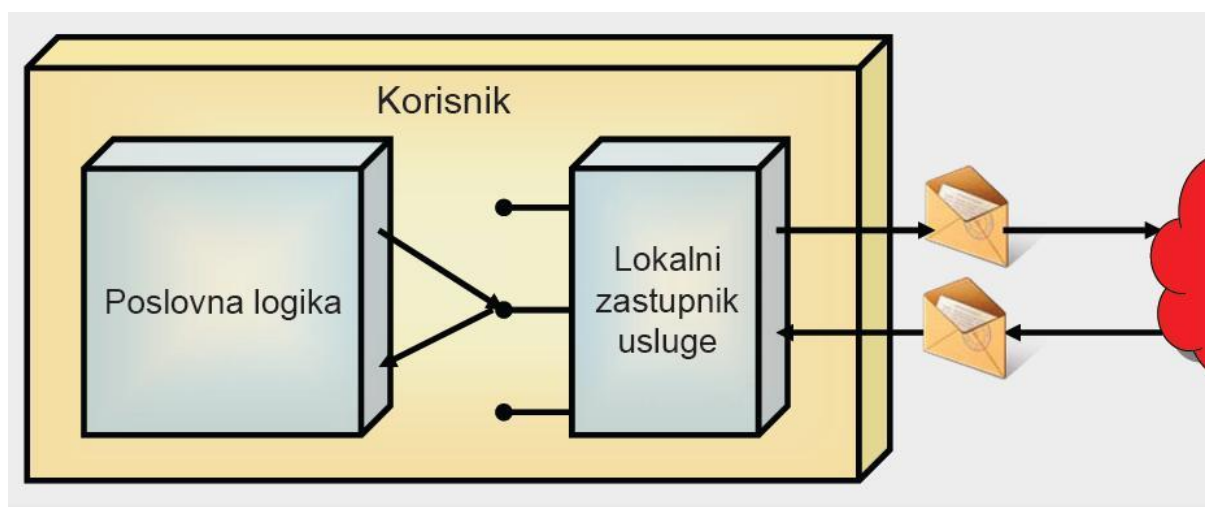 Korisnik
Poslovna logika
Lokalni
zastupnik
usluge